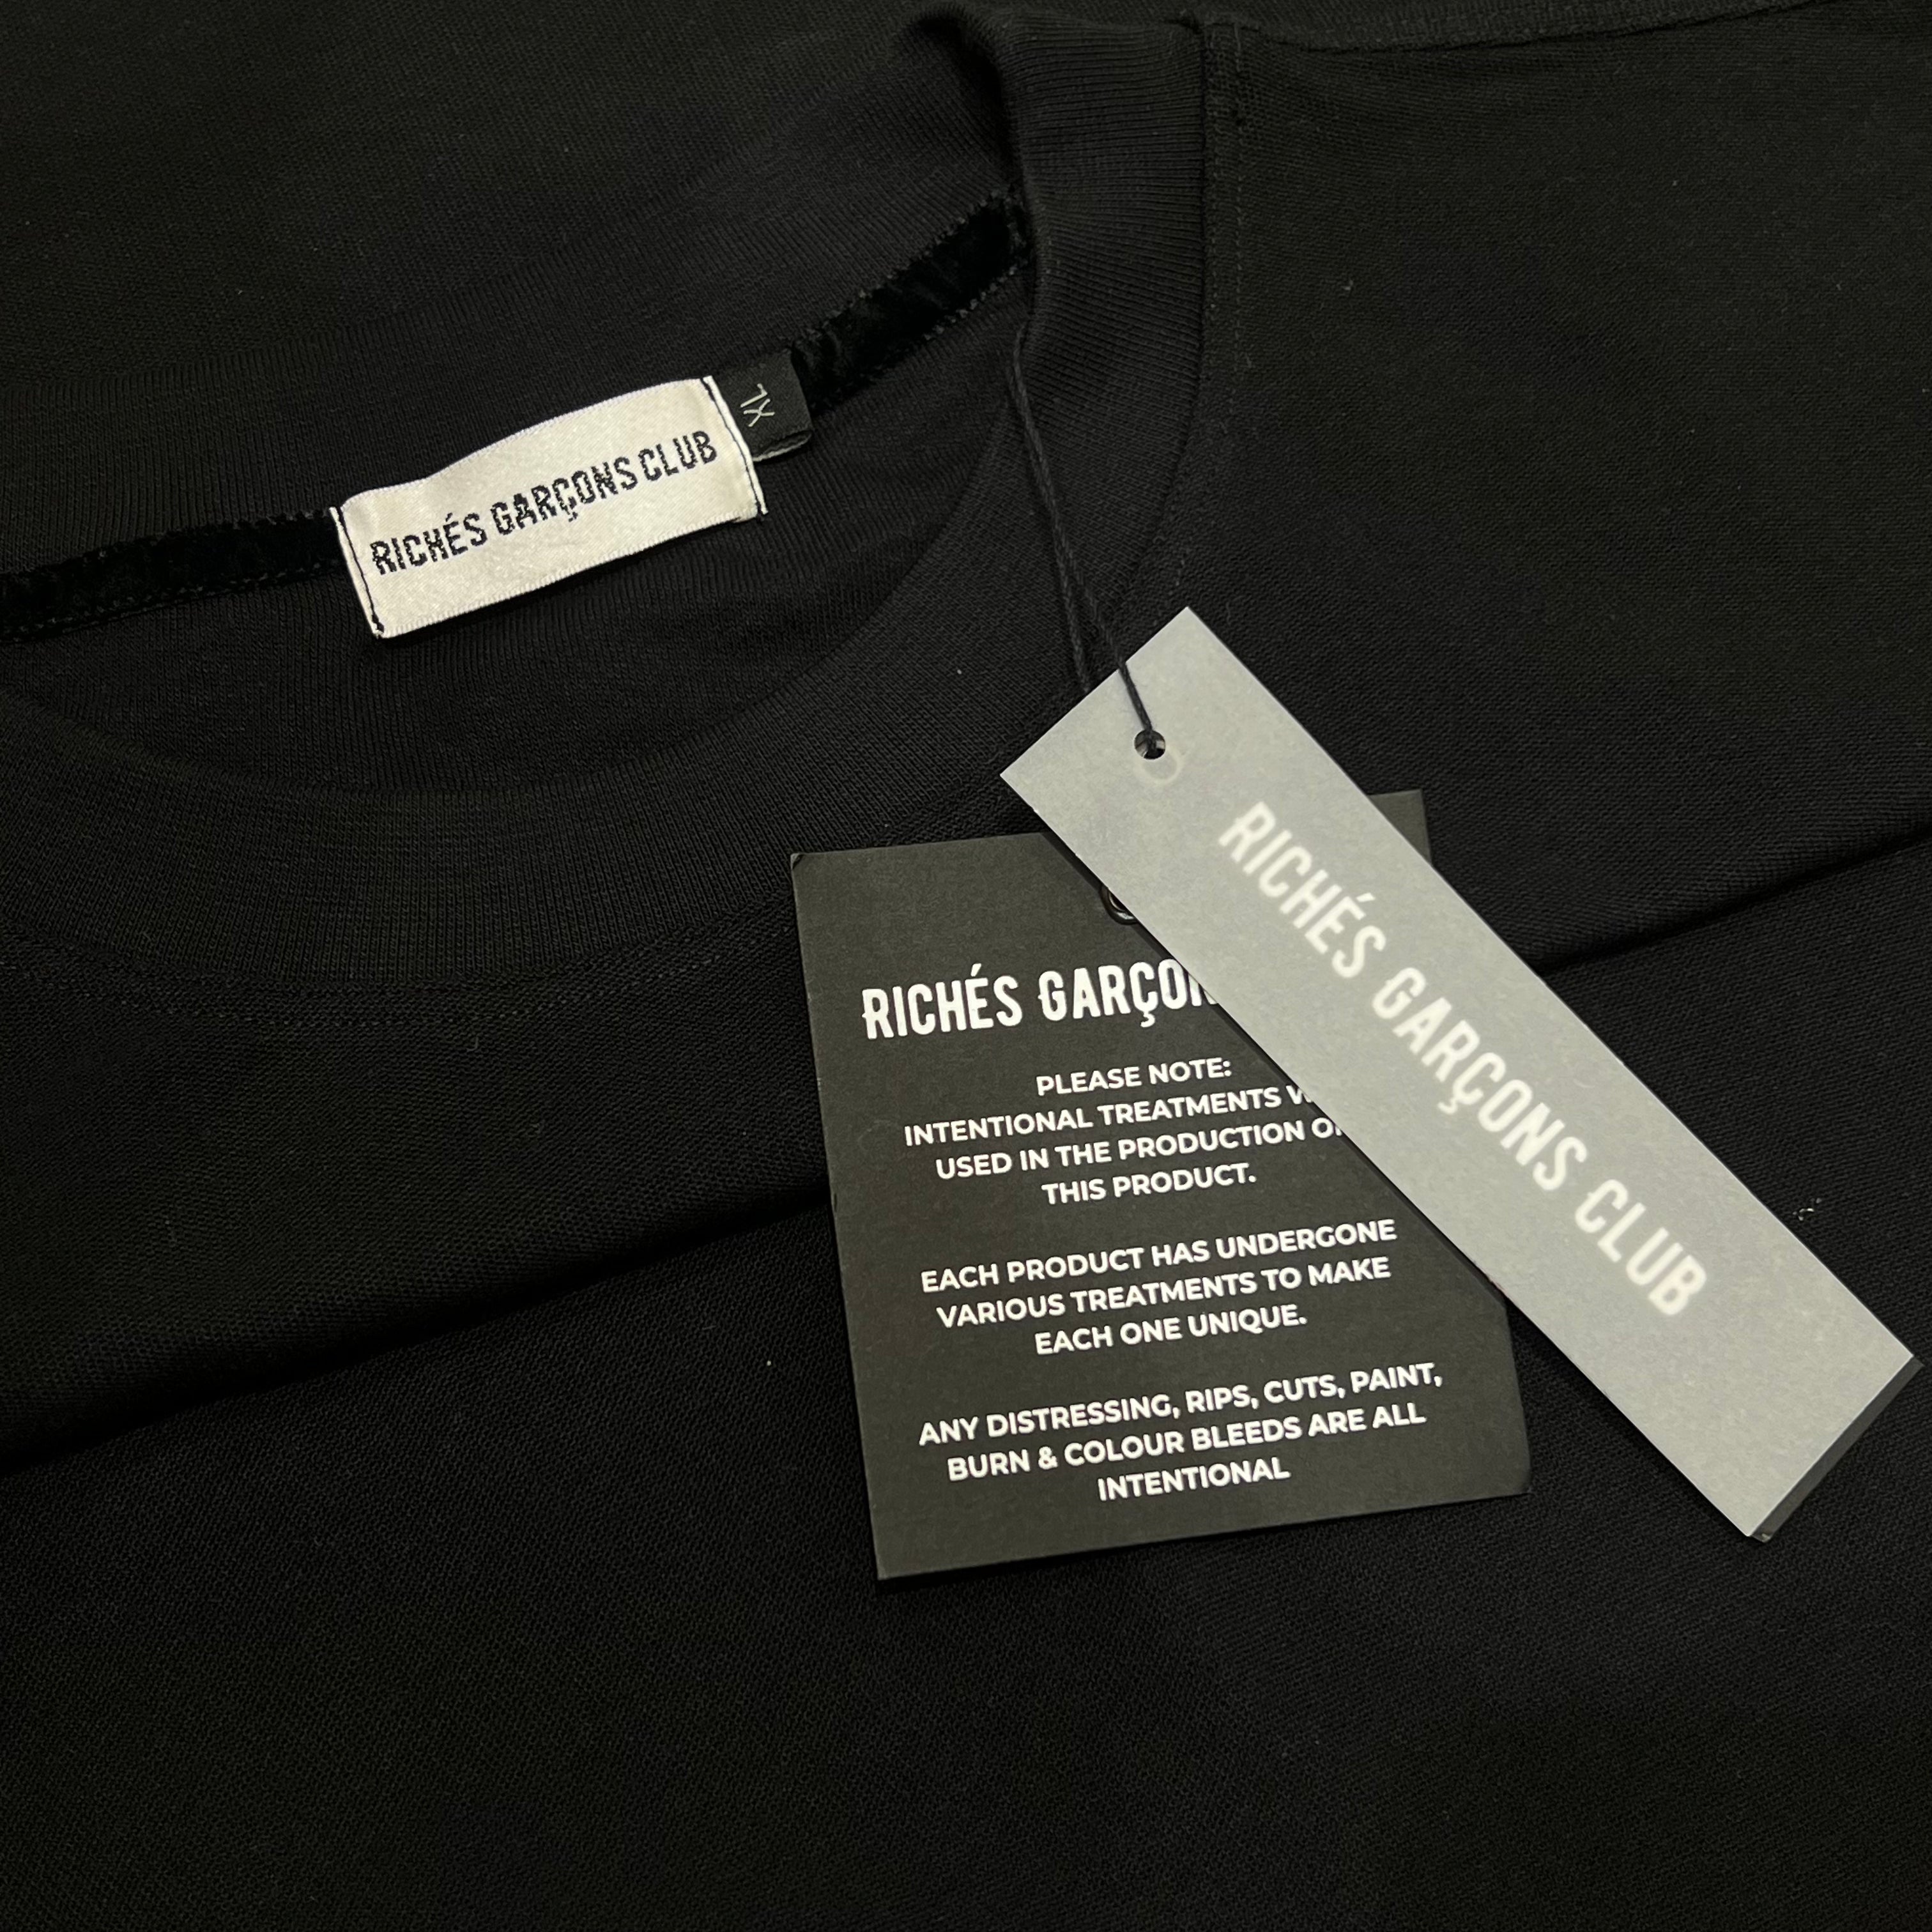 RICHÉS GARÇONS CLUB
XL
RICHÉS GARÇONS CLUB
RICHÉS
PLEASE NOTE:
INTENTIONAL TREATMENTS
USED IN THE PRODUCTION
THIS PRODUCT.
EACH PRODUCT HAS UNDERGONE
VARIOUS TREATMENTS TO MAKE
EACH ONE UNIQUE.
ANY DISTRESSING, RIPS, CUTS, PAINT,
BURN & COLOUR BLEEDS ARE ALL
INTENTIONAL